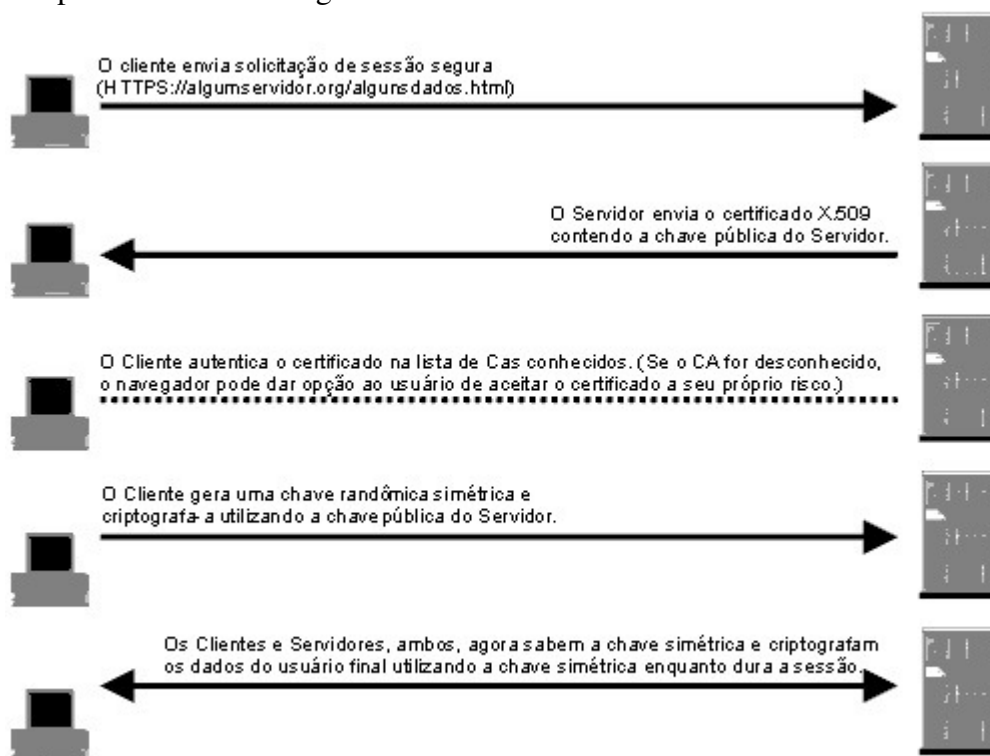 O cliente envia solicitação de sessão segura
(HTTPS://algumservidor.org/algunsdados.html)
O Servidor envia o certificado X.509
contendo a chave pública do Servidor.
O Cliente autentica o certificado na lista de Cas conhecidos. (Se o CA for desconhecido,
o navegador pode dar opção ao usuário de aceitar o certificado a seu próprio risco.)
O Cliente gera uma chave randômica simétrica e
criptografa-a utilizando a chave pública do Servidor.
Os Clientes e Servidores, ambos, agora sabem a chave simétrica e criptografam
os dados do usuário final utilizando a chave simétrica enquanto dura a sessão.